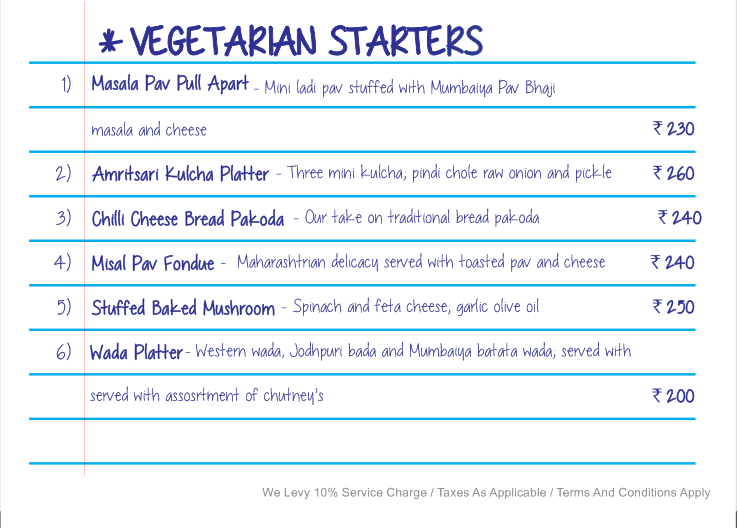 * VEGETARIAN STARTERS
1) Masala Pav Pull Apart - Mini ladi pav stuffed with Mumbaiya Pav Bhaji
masala and cheese ₹ 230
2) Amritsari Kulcha Platter - Three mini kulcha, pindi chole raw onion and pickle ₹ 260
3) Chilli Cheese Bread Pakoda - Our take on traditional bread pakoda ₹ 240
4) Misal Pav Fondue - Maharashtrian delicacy served with toasted pav and cheese ₹ 240
5) Stuffed Baked Mushroom - Spinach and feta cheese, garlic olive oil ₹ 250
6) Wada Platter - Western wada, Jodhpuri bada and Mumbaiya batata wada, served with
served with assosrtment of chutney's ₹ 200
We Levy 10% Service Charge / Taxes As Applicable / Terms And Conditions Apply